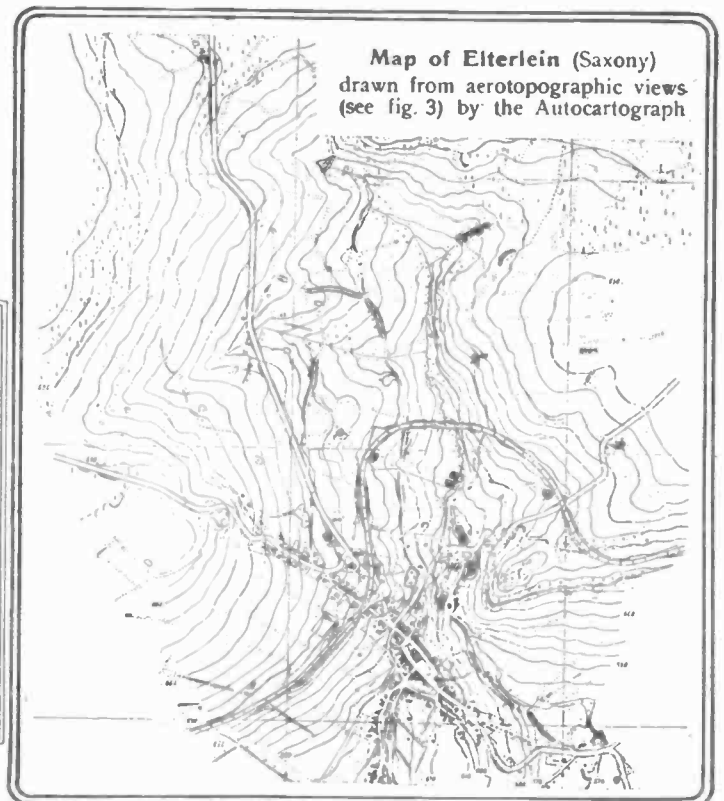 Map of Elterlein (Saxony)
drawn from aerotopographic views
(see fig. 3) by the Autocartograph